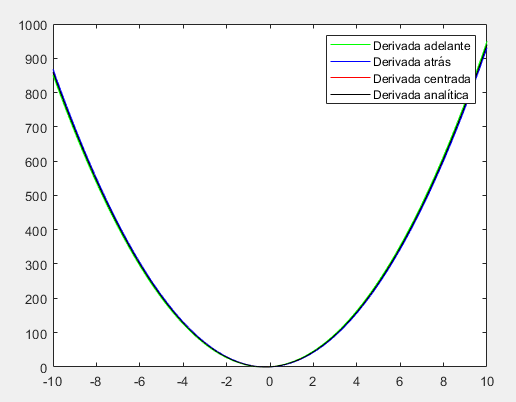 1000
900
800
700
600
500
400
300
200
100
0
-10 -8 -6 -4 -2 0 2 4 6 8 10
Derivada adelante
Derivada atrás
Derivada centrada
Derivada analítica